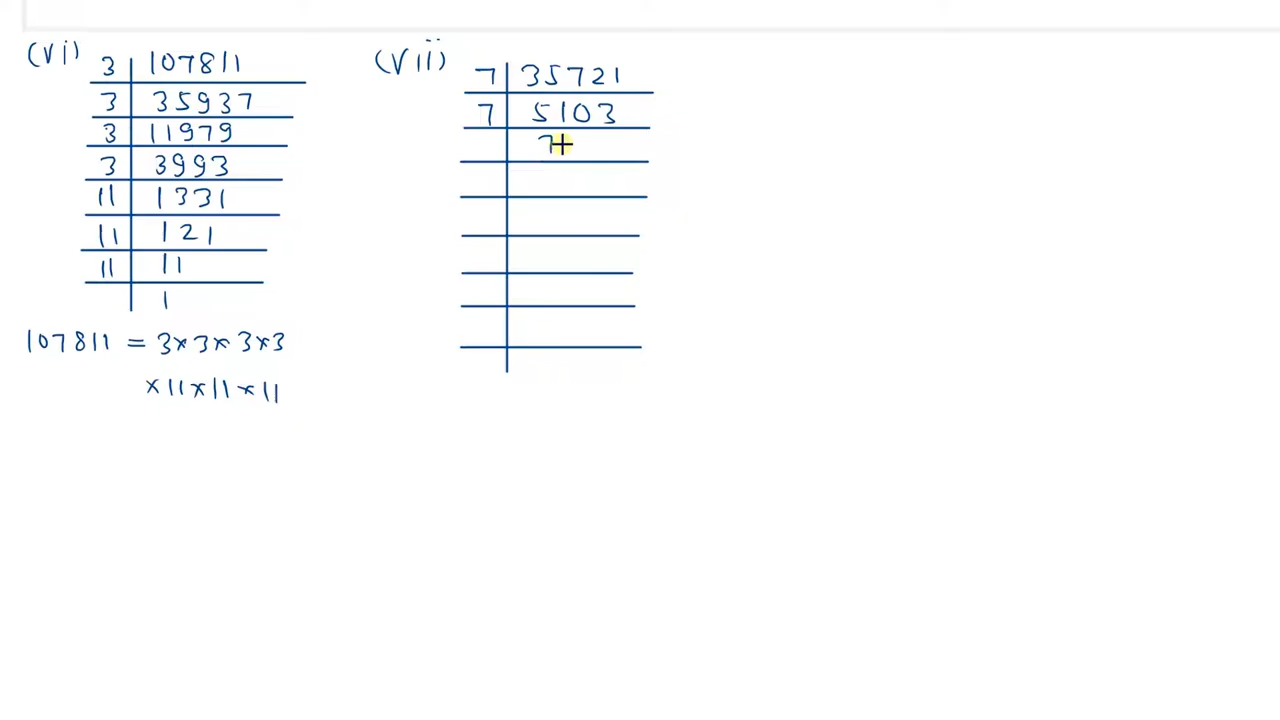 (vi)
3 | 107811
3 | 35937
3 | 11979
3 | 3993
11 | 1331
11 | 121
11 | 11
1
107811 = 3×3×3×3
×11×11×11
(vii)
7 | 35721
7 | 5103
7